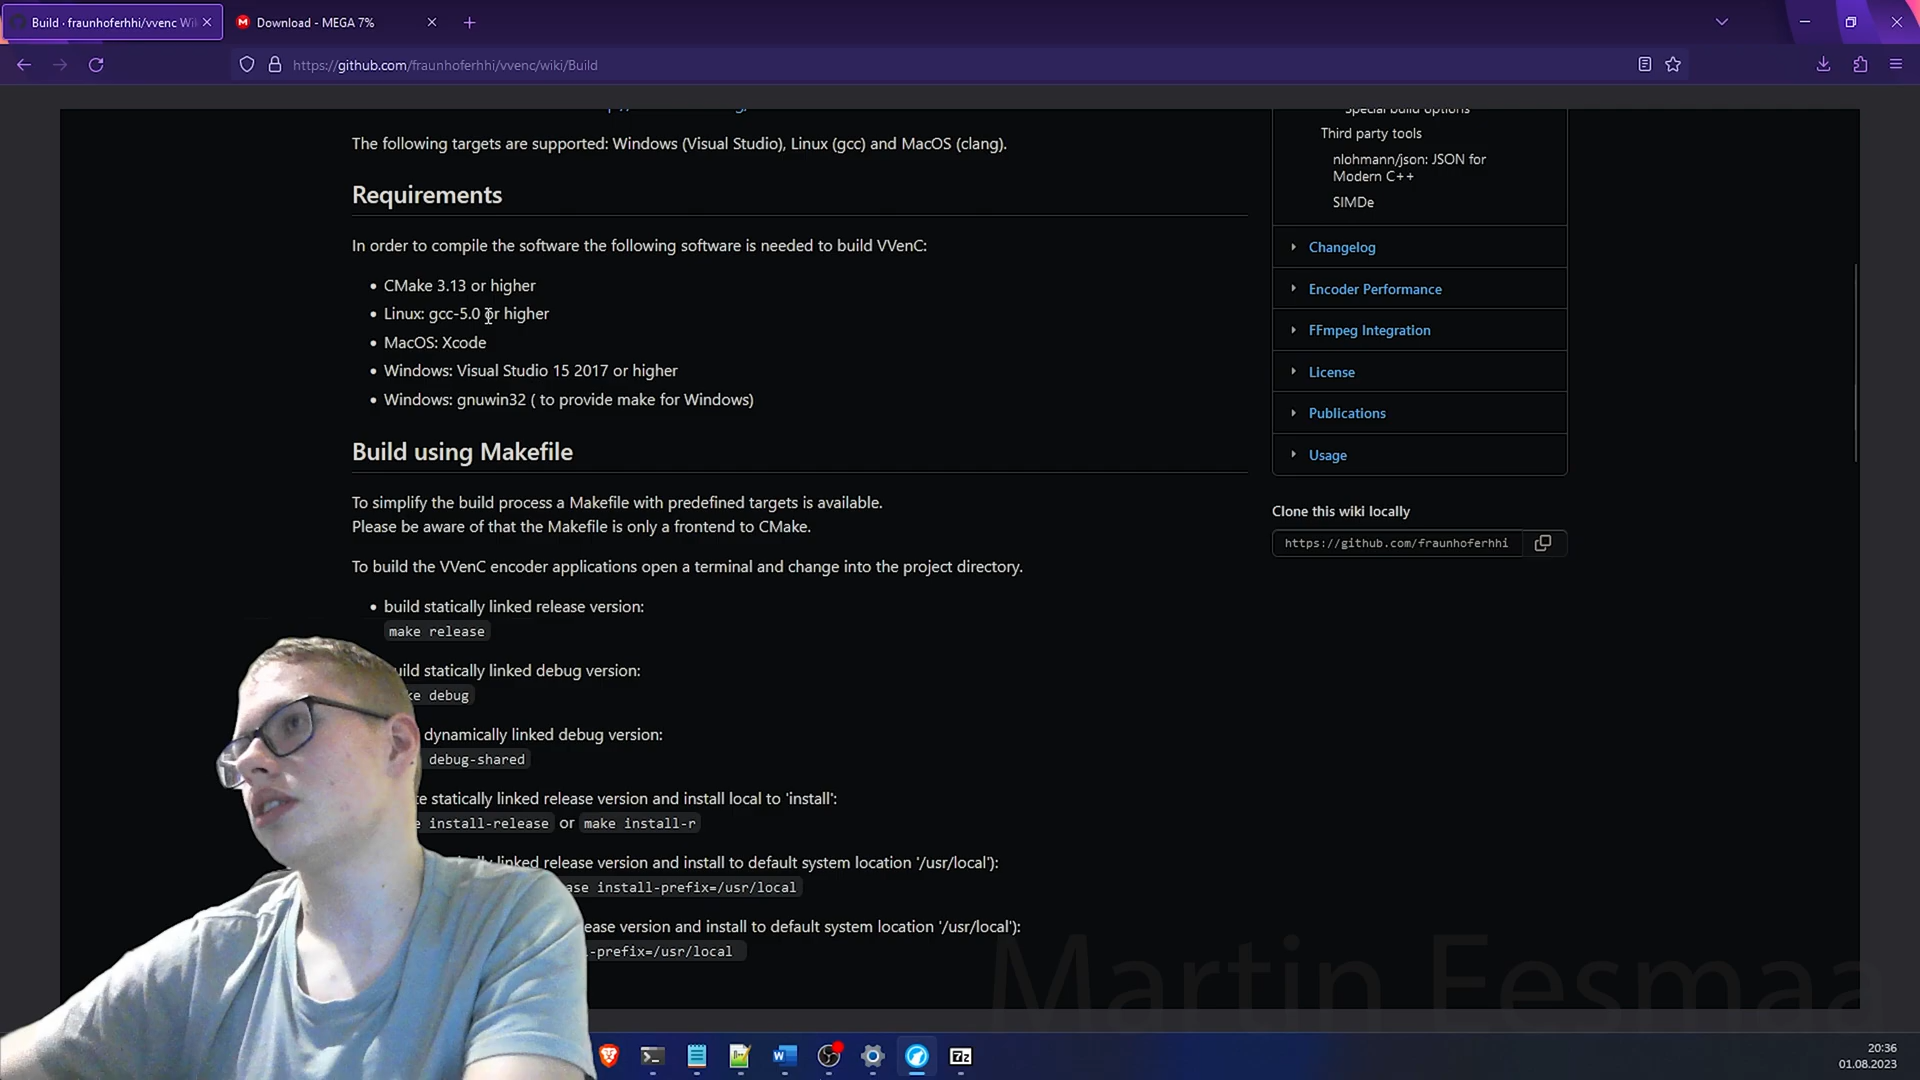 Build · fraunhoferhhi/vvenc Wi
Download - MEGA 7%
https://github.com/fraunhoferhhi/vvenc/wiki/Build
The following targets are supported: Windows (Visual Studio), Linux (gcc) and MacOS (clang).
Requirements
In order to compile the software the following software is needed to build VVenC:
• CMake 3.13 or higher
• Linux: gcc-5.0 or higher
• MacOS: Xcode
• Windows: Visual Studio 15 2017 or higher
• Windows: gnuwin32 ( to provide make for Windows)
Build using Makefile
To simplify the build process a Makefile with predefined targets is available.
Please be aware of that the Makefile is only a frontend to CMake.
To build the VVenC encoder applications open a terminal and change into the project directory.
• build statically linked release version:
make release
uild statically linked debug version:
ke debug
dynamically linked debug version:
debug-shared
te statically linked release version and install local to 'install':
install-release or make install-r
linked release version and install to default system location '/usr/local'):
ase install-prefix=/usr/local
ease version and install to default system location '/usr/local'):
-prefix=/usr/local
Special build options
Third party tools
nlohmann/json: JSON for
Modern C++
SIMDe
Changelog
Encoder Performance
FFmpeg Integration
License
Publications
Usage
Clone this wiki locally
https://github.com/fraunhoferhhi
Martin Eesmaa
7z
20:36
01.08.2023